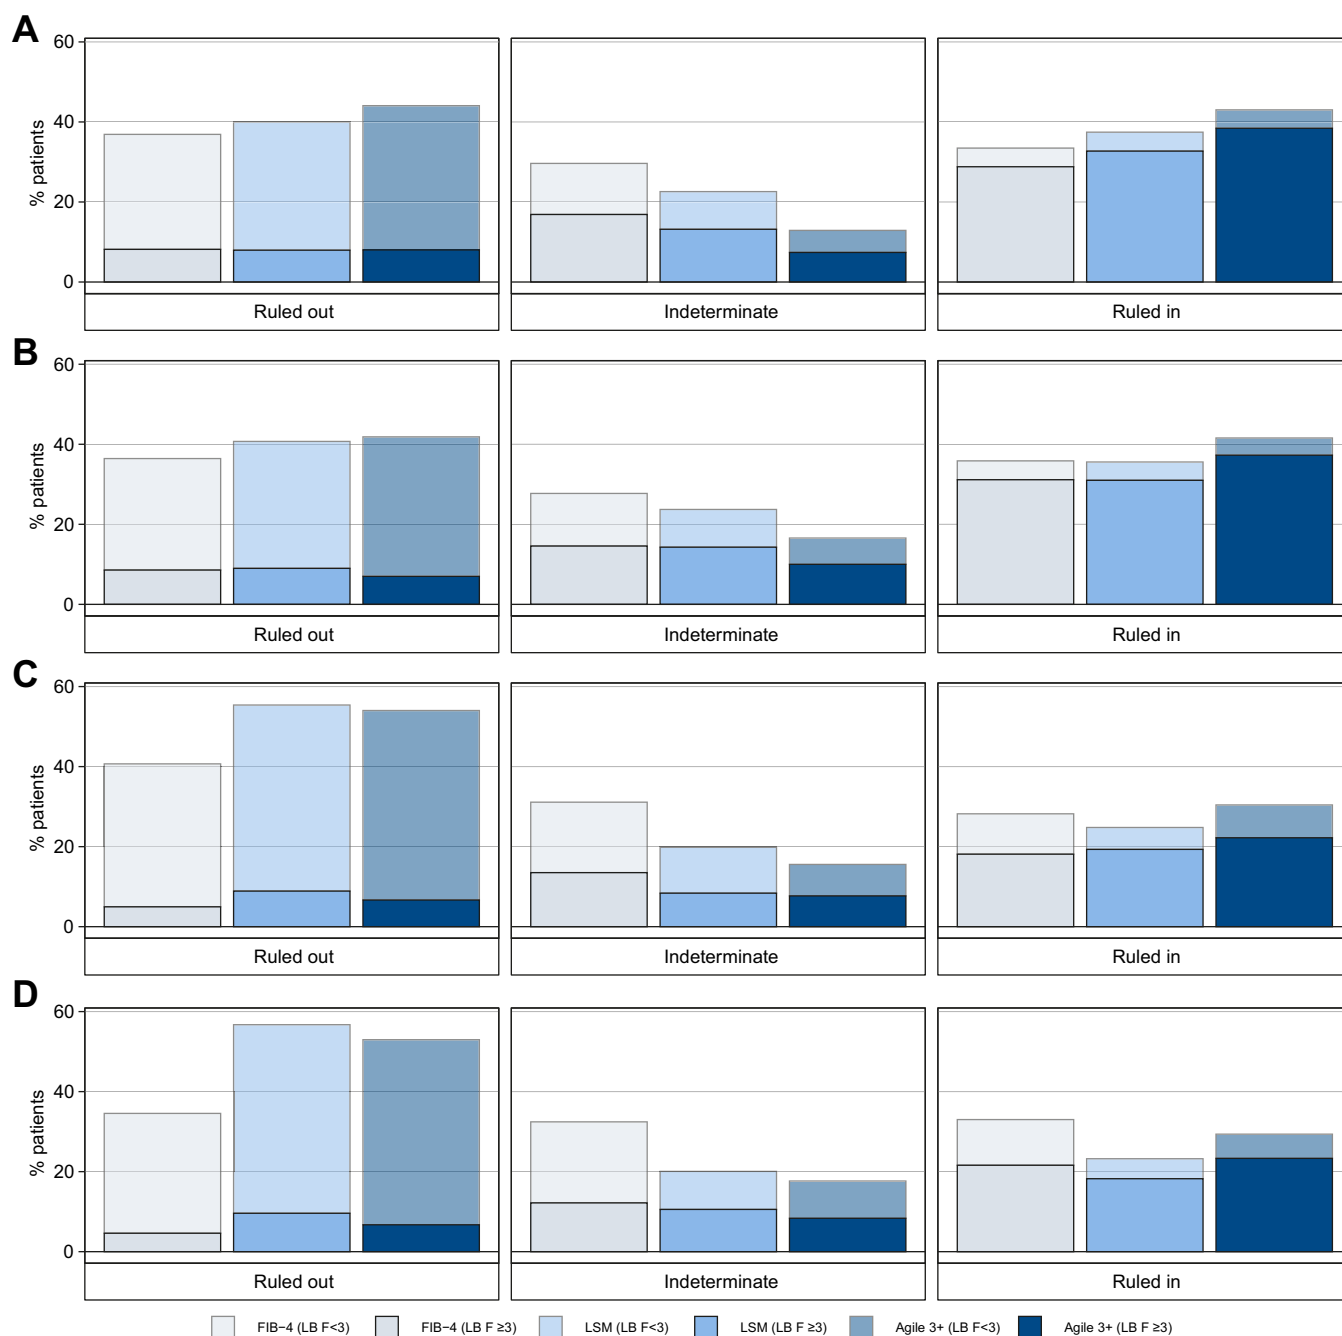 A
60
40
20
0
% patients
Ruled out
Indeterminate
Ruled in
B
60
40
20
0
% patients
Ruled out
Indeterminate
Ruled in
C
60
40
20
0
% patients
Ruled out
Indeterminate
Ruled in
D
60
40
20
0
% patients
Ruled out
Indeterminate
Ruled in
FIB−4 (LB F<3) FIB−4 (LB F ≥3) LSM (LB F<3) LSM (LB F ≥3) Agile 3+ (LB F<3) Agile 3+ (LB F ≥3)